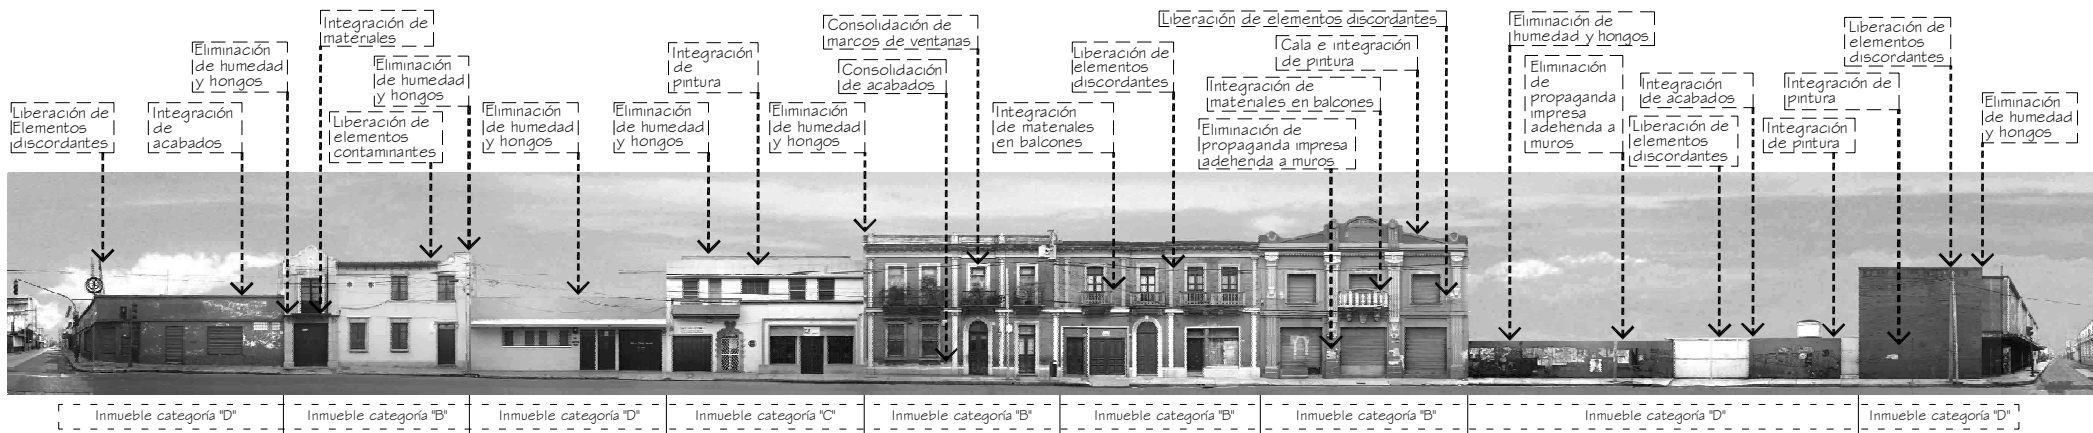 Liberación de
Elementos
discordantes
Integración
de
acabados
Eliminación
de humedad
y hongos
Integración de
materiales
Eliminación
de humedad
y hongos
Liberación de
elementos
contaminantes
Eliminación
de humedad
y hongos
Eliminación
de humedad
y hongos
Integración
de
pintura
Eliminación
de humedad
y hongos
Consolidación de
marcos de ventanas
Consolidación
de acabados
Integración
de materiales
en balcones
Liberación de
elementos
discordantes
Liberación de elementos discordantes
Cala e integración
de pintura
Integración de
materiales en balcones
Eliminación de
propaganda impresa
adehenda a muros
Eliminación de
humedad y hongos
Eliminación
de
propaganda
impresa
adehenda a
muros
Integración
de acabados
Liberación de
elementos
discordantes
Integración de
pintura
Integración
de pintura
Liberación de
elementos
discordantes
Eliminación
de humedad
y hongos
Inmueble categoría "D"
Inmueble categoría "B"
Inmueble categoría "D"
Inmueble categoría "C"
Inmueble categoría "B"
Inmueble categoría "B"
Inmueble categoría "B"
Inmueble categoría "D"
Inmueble categoría "D"